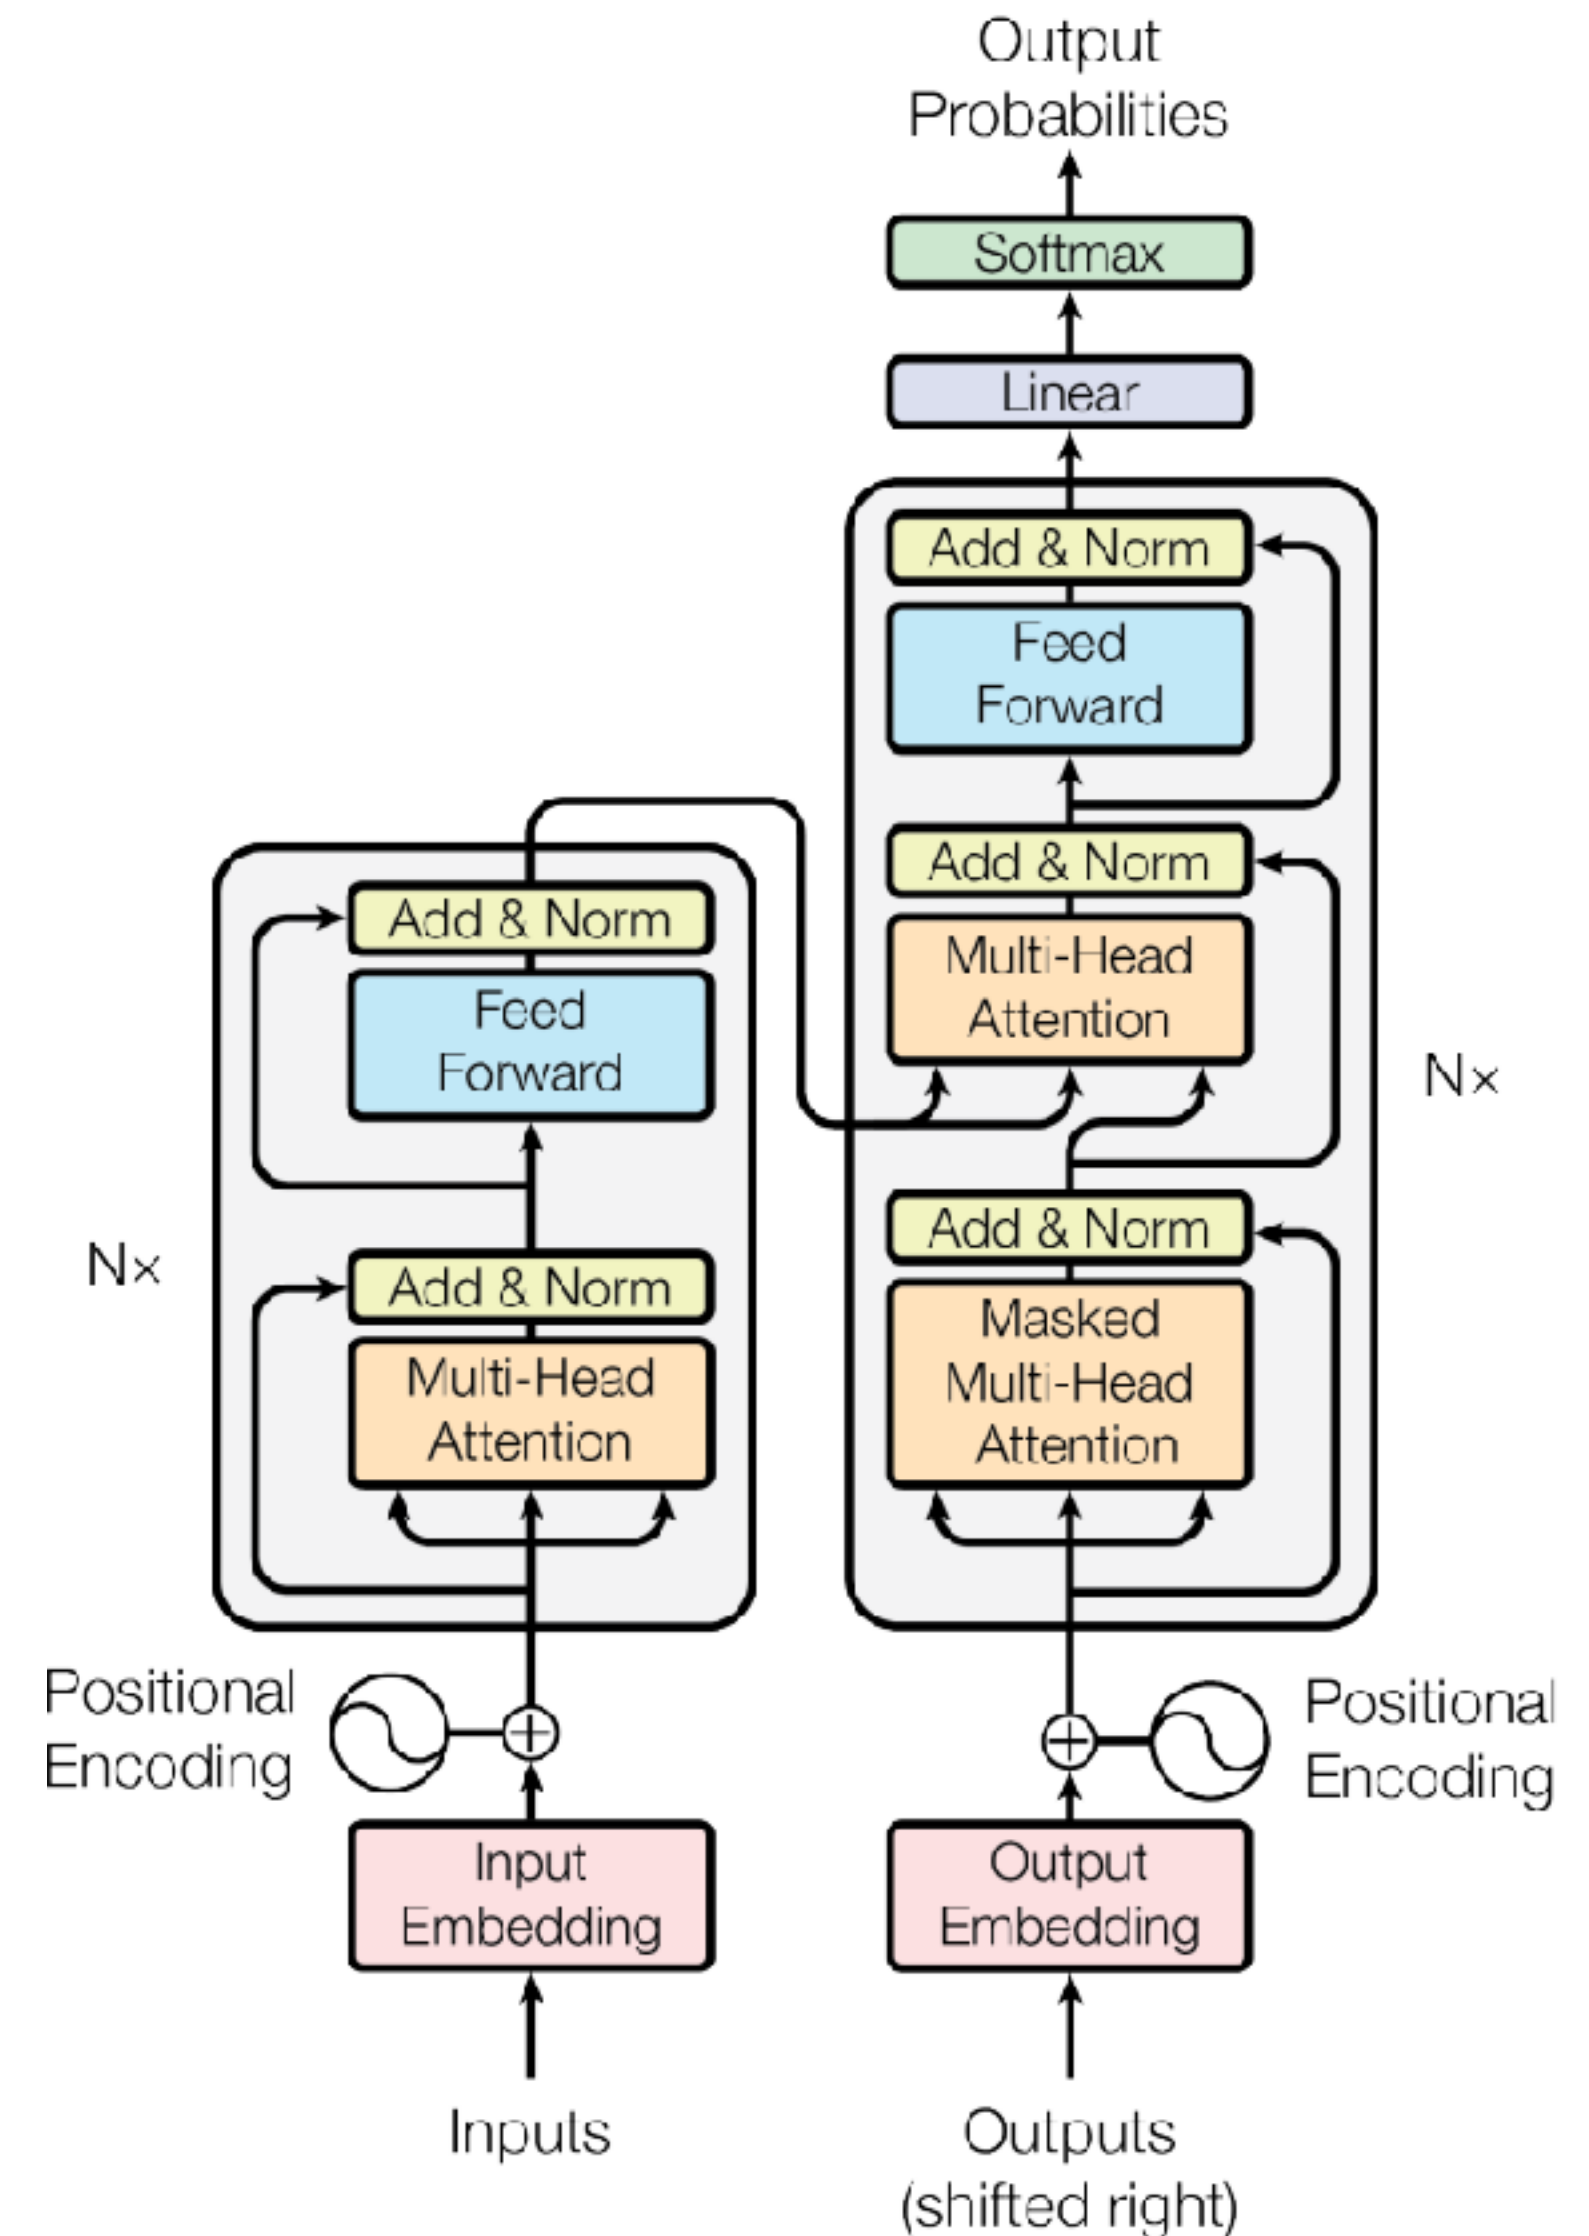 Output
Probabilities
Softmax
Linear
Add & Norm
Feed
Forward
Add & Norm
Multi-Head
Attention
Nx
Add & Norm
Masked
Multi-Head
Attention
Add & Norm
Feed
Forward
Nx
Add & Norm
Multi-Head
Attention
Positional
Encoding
Positional
Encoding
Input
Embedding
Output
Embedding
Inputs
Outputs
(shifted right)